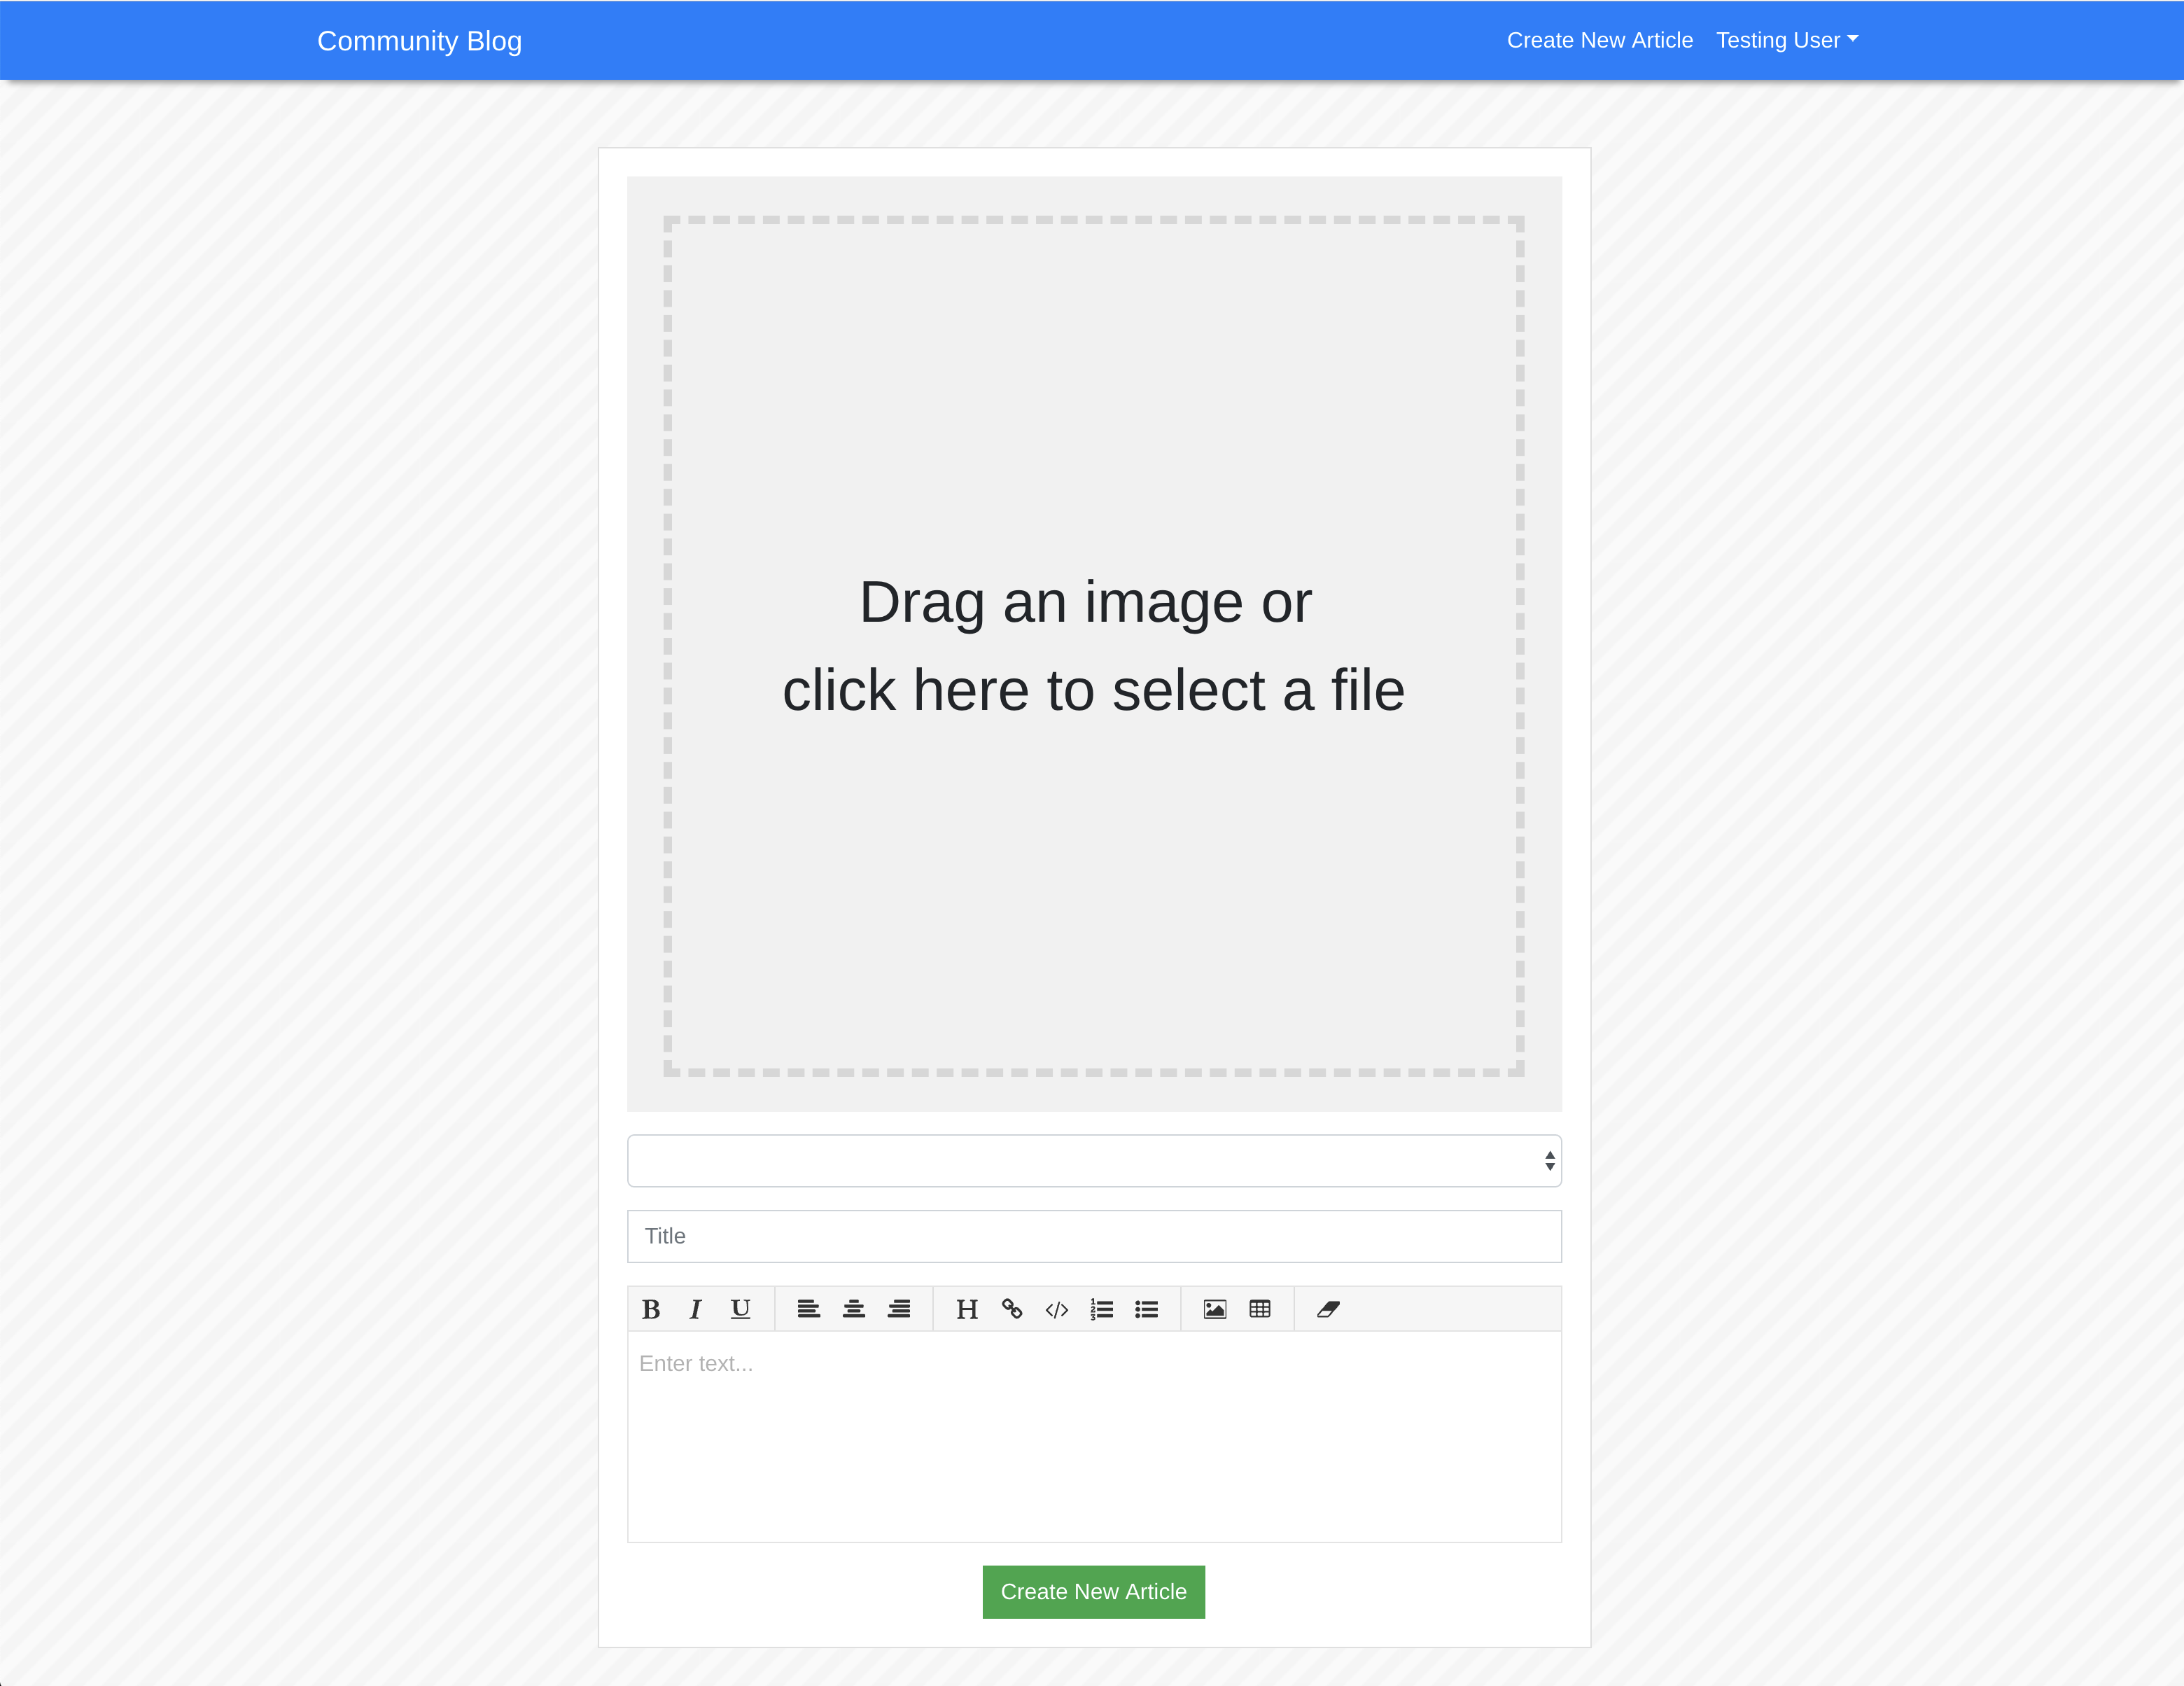 Community Blog
Create New Article
Testing User
Drag an image or
click here to select a file
Title
B I U H
Enter text...
Create New Article